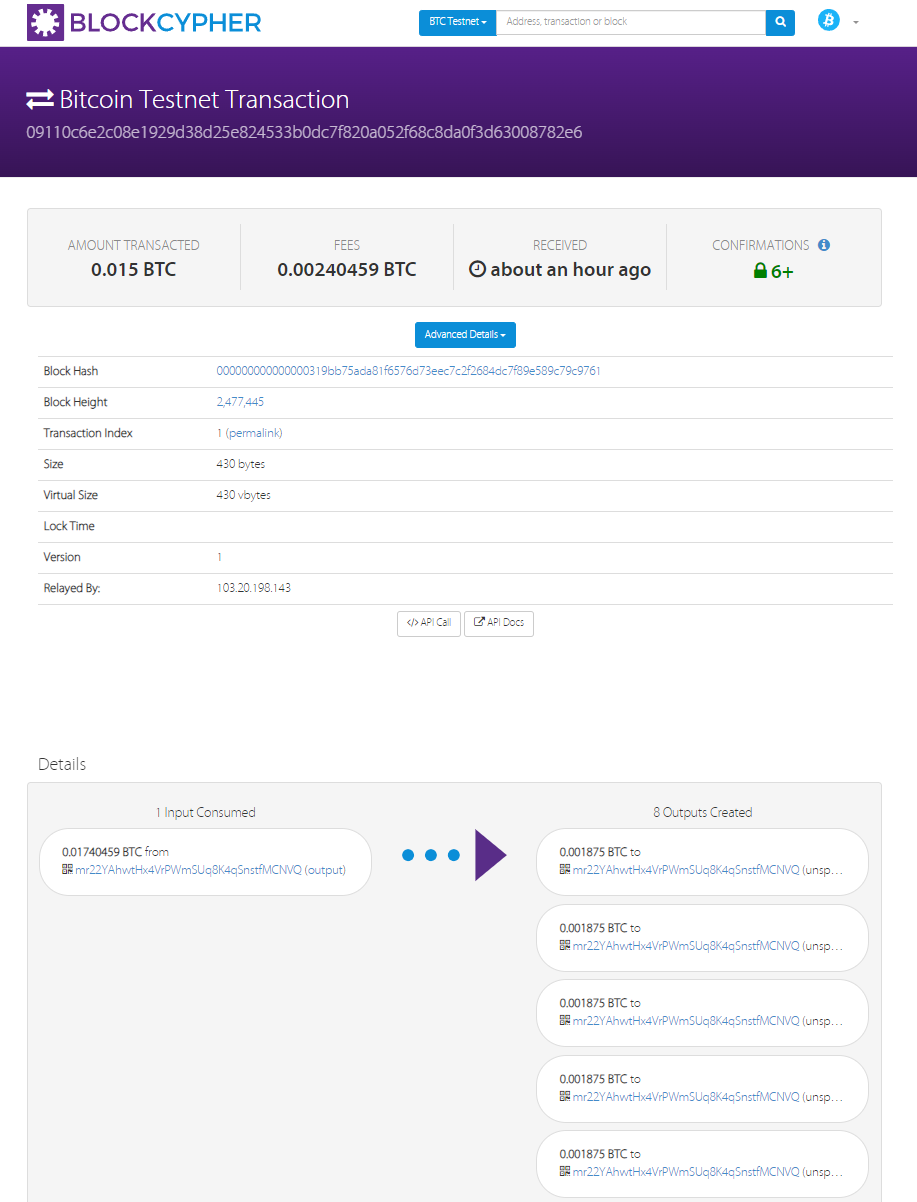 BLOCKCYPHER
BTC Testnet
Address, transaction or block
Bitcoin Testnet Transaction
09110c6e2c08e1929d38d25e824533b0dc7f820a052f68c8da0f3d63008782e6
AMOUNT TRANSACTED
0.015 BTC
FEES
0.00240459 BTC
RECEIVED
about an hour ago
CONFIRMATIONS
6+
Advanced Details
Block Hash 000000000000000319bb75ada81f6576d73eec7c2f2684dc7f89e589c79c9761
Block Height 2,477,445
Transaction Index 1 (permalink)
Size 430 bytes
Virtual Size 430 vbytes
Lock Time
Version 1
Relayed By: 103.20.198.143
</> API Call API Docs
Details
1 Input Consumed
0.01740459 BTC from
mr22YAhwtHx4VrPWmSUq8K4qSnstfMCNVQ (output)
8 Outputs Created
0.001875 BTC to
mr22YAhwtHx4VrPWmSUq8K4qSnstfMCNVQ (unsp...
0.001875 BTC to
mr22YAhwtHx4VrPWmSUq8K4qSnstfMCNVQ (unsp...
0.001875 BTC to
mr22YAhwtHx4VrPWmSUq8K4qSnstfMCNVQ (unsp...
0.001875 BTC to
mr22YAhwtHx4VrPWmSUq8K4qSnstfMCNVQ (unsp...
0.001875 BTC to
mr22YAhwtHx4VrPWmSUq8K4qSnstfMCNVQ (unsp...